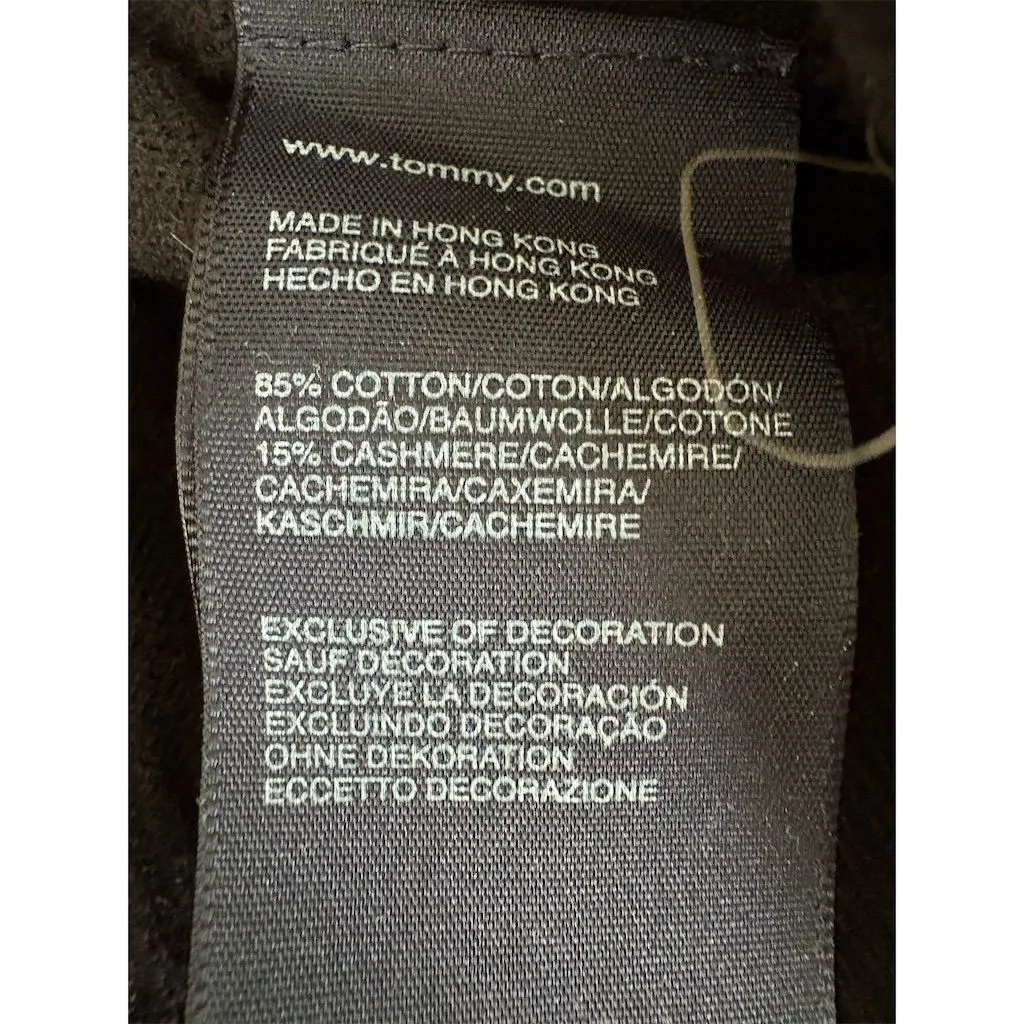 www.tommy.com
MADE IN HONG KONG
FABRIQUÉ À HONG KONG
HECHO EN HONG KONG
85% COTTON/COTON/ALGODÓN/
ALGODÃO/BAUMWOLLE/COTONE
15% CASHMERE/CACHEMIRE/
CACHEMIRA/CAXEMIRA/
KASCHMIR/CACHEMIRE
EXCLUSIVE OF DECORATION
SAUF DÉCORATION
EXCLUYE LA DECORACIÓN
EXCLUINDO DECORAÇÃO
OHNE DEKORATION
ECCETTO DECORAZIONE